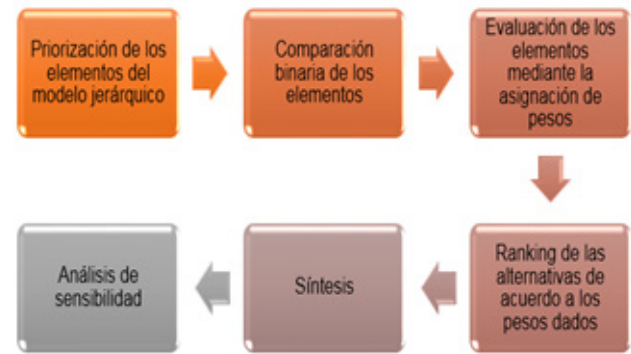 Priorización de los
elementos del
modelo jerárquico
Comparación
binaria de los
elementos
Evaluación de los
elementos
mediante la
asignación de
pesos
Ranking de las
alternativas de
acuerdo a los
pesos dados
Síntesis
Análisis de
sensibilidad